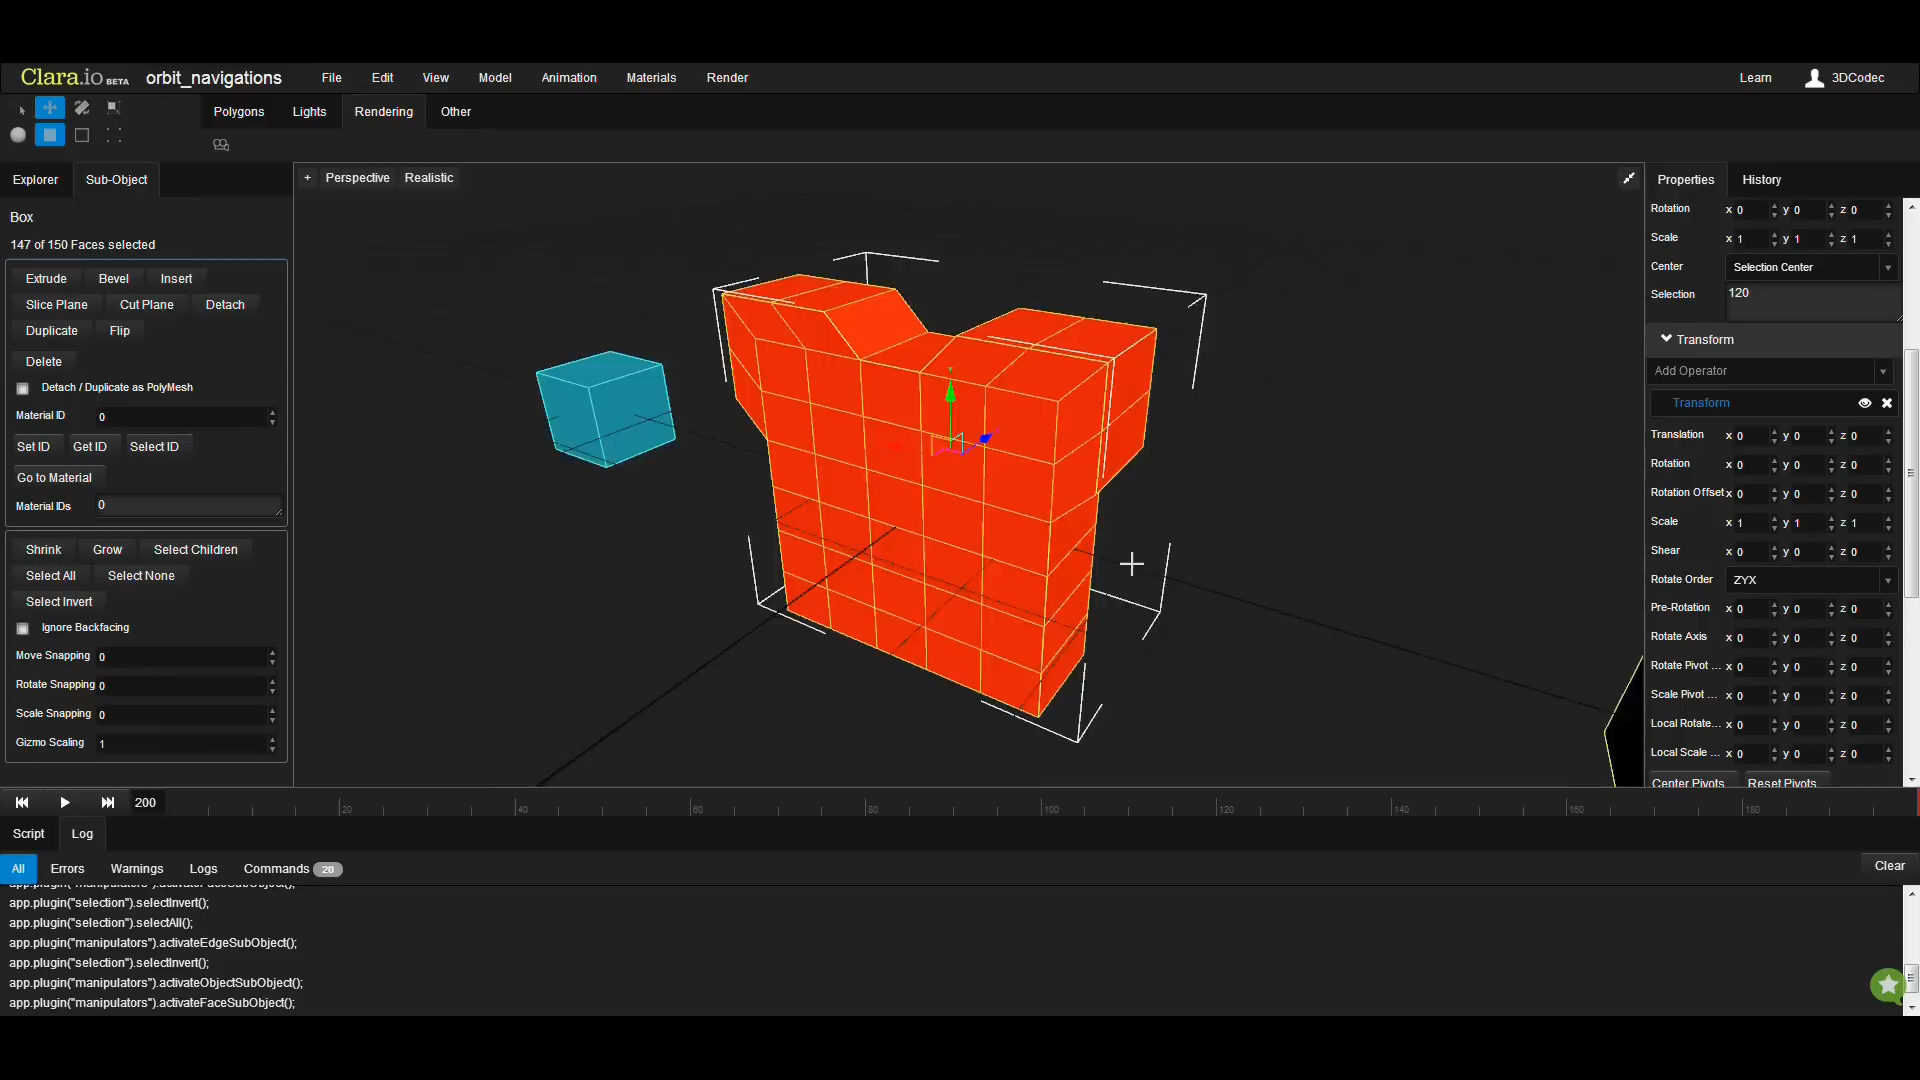 Clara.io BETA orbit_navigations File Edit View Model Animation Materials Render Learn 3DCodec
Polygons Lights Rendering Other
Explorer Sub-Object
+ Perspective Realistic
Box
147 of 150 Faces selected
Extrude Bevel Insert
Slice Plane Cut Plane Detach
Duplicate Flip
Delete
Detach / Duplicate as PolyMesh
Material ID 0
Set ID Get ID Select ID
Go to Material
Material IDs 0
Shrink Grow Select Children
Select All Select None
Select Invert
Ignore Backfacing
Move Snapping 0
Rotate Snapping 0
Scale Snapping 0
Gizmo Scaling 1
Y
Properties History
Rotation x 0 y 0 z 0
Scale x 1 y 1 z 1
Center Selection Center
Selection 120
Transform
Add Operator
Transform
Translation x 0 y 0 z 0
Rotation x 0 y 0 z 0
Rotation Offset x 0 y 0 z 0
Scale x 1 y 1 z 1
Shear x 0 y 0 z 0
Rotate Order ZYX
Pre-Rotation x 0 y 0 z 0
Rotate Axis x 0 y 0 z 0
Rotate Pivot ... x 0 y 0 z 0
Scale Pivot ... x 0 y 0 z 0
Local Rotate... x 0 y 0 z 0
Local Scale ... x 0 y 0 z 0
Center Pivots Reset Pivots
200 20 40 60 80 100 120 140 160 180
Script Log
All Errors Warnings Logs Commands 20 Clear
app.plugin("manipulators").activateFaceSubObject();
app.plugin("selection").selectInvert();
app.plugin("selection").selectAll();
app.plugin("manipulators").activateEdgeSubObject();
app.plugin("selection").selectInvert();
app.plugin("manipulators").activateObjectSubObject();
app.plugin("manipulators").activateFaceSubObject();